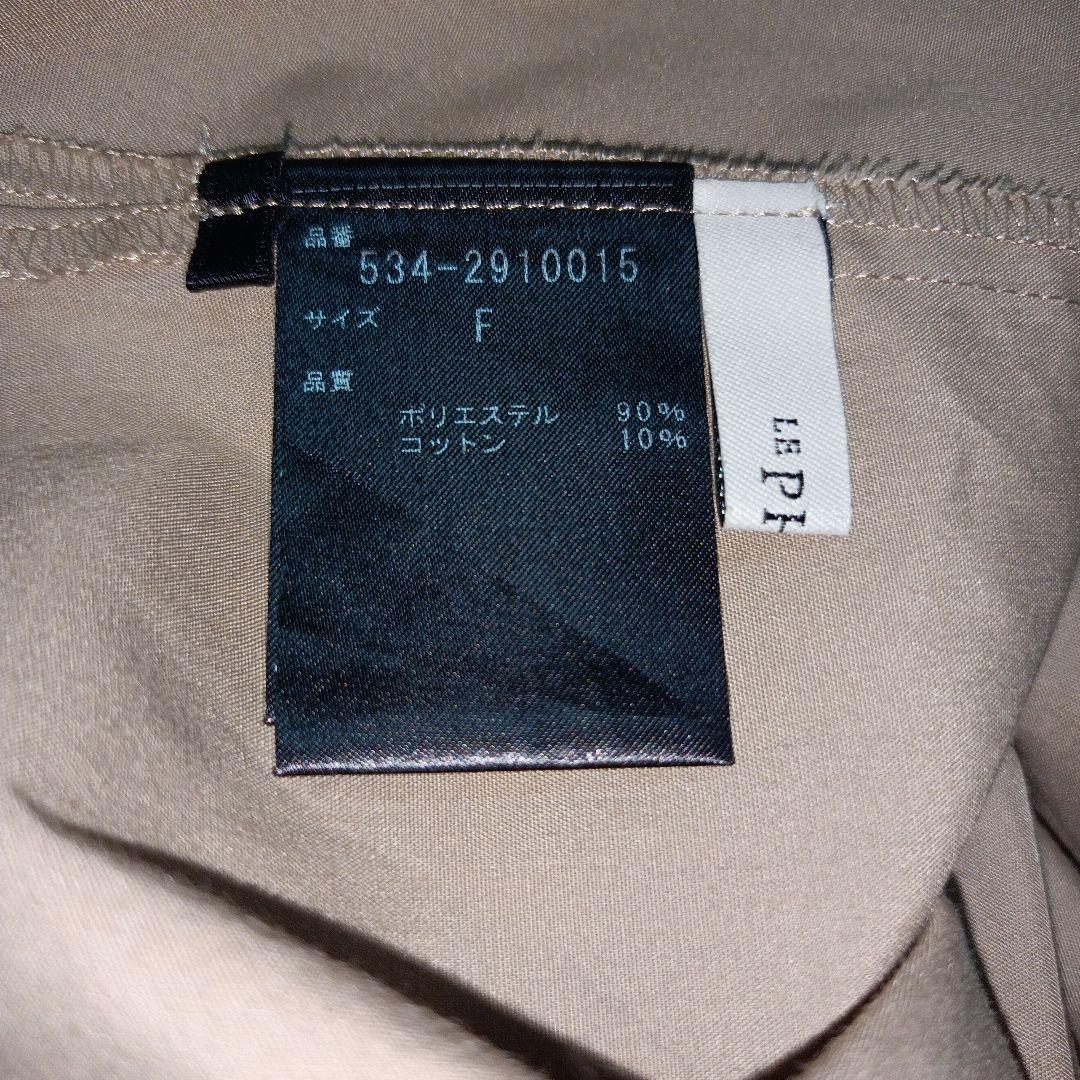 品番
534-2910015
サイズ F
品質
ポリエステル 90%
コットン 10%
LE